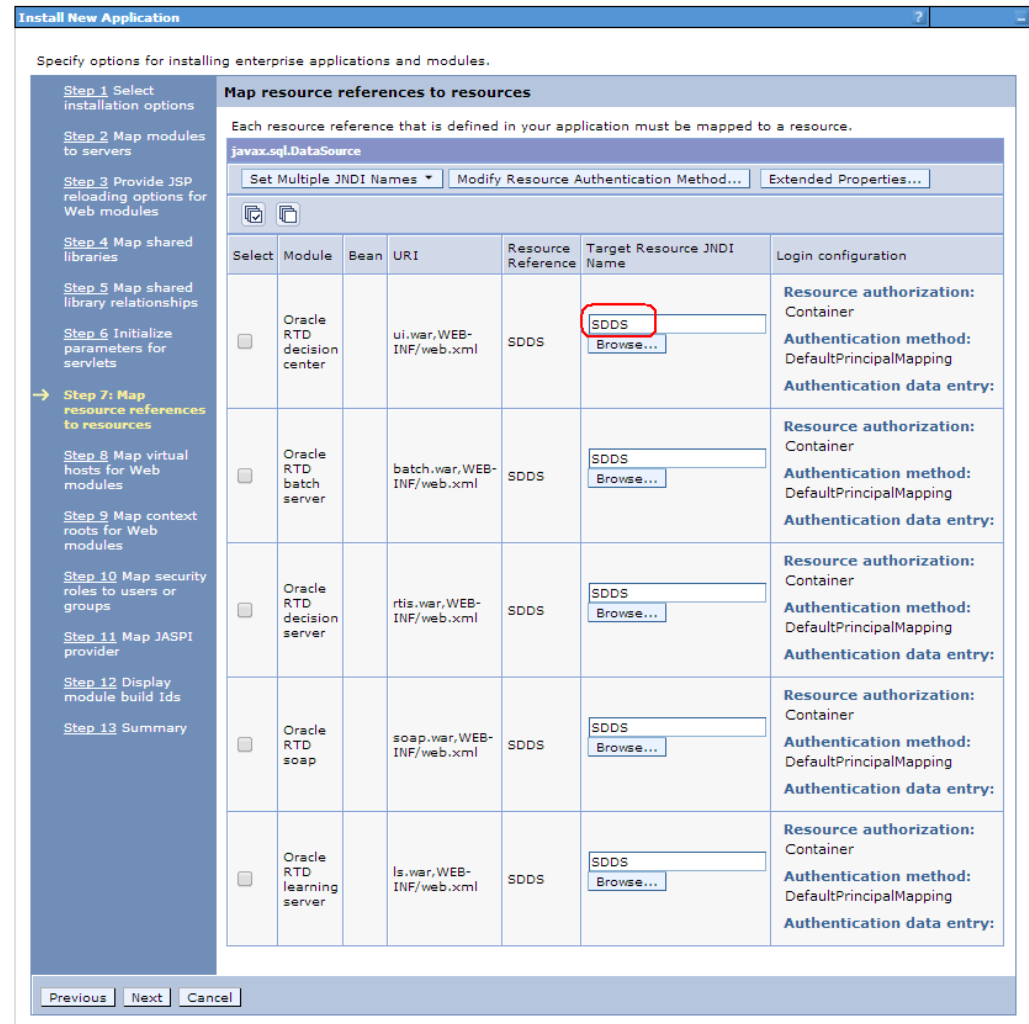 Install New Application ? –
Specify options for installing enterprise applications and modules.
Step 1 Select
installation options
Step 2 Map modules
to servers
Step 3 Provide JSP
reloading options for
Web modules
Step 4 Map shared
libraries
Step 5 Map shared
library relationships
Step 6 Initialize
parameters for
servlets
Step 7: Map
resource references
to resources
Step 8 Map virtual
hosts for Web
modules
Step 9 Map context
roots for Web
modules
Step 10 Map security
roles to users or
groups
Step 11 Map JASPI
provider
Step 12 Display
module build Ids
Step 13 Summary
Map resource references to resources
Each resource reference that is defined in your application must be mapped to a resource.
javax.sql.DataSource
Set Multiple JNDI Names Modify Resource Authentication Method... Extended Properties...
Select Module Bean URI Resource Reference Target Resource JNDI Name Login configuration
Oracle
RTD
decision
center
ui.war,WEB-
INF/web.xml
SDDS
SDDS
Browse...
Resource authorization:
Container
Authentication method:
DefaultPrincipalMapping
Authentication data entry:
Oracle
RTD
batch
server
batch.war,WEB-
INF/web.xml
SDDS
SDDS
Browse...
Resource authorization:
Container
Authentication method:
DefaultPrincipalMapping
Authentication data entry:
Oracle
RTD
decision
server
rtis.war,WEB-
INF/web.xml
SDDS
SDDS
Browse...
Resource authorization:
Container
Authentication method:
DefaultPrincipalMapping
Authentication data entry:
Oracle
RTD
soap
soap.war,WEB-
INF/web.xml
SDDS
SDDS
Browse...
Resource authorization:
Container
Authentication method:
DefaultPrincipalMapping
Authentication data entry:
Oracle
RTD
learning
server
ls.war,WEB-
INF/web.xml
SDDS
SDDS
Browse...
Resource authorization:
Container
Authentication method:
DefaultPrincipalMapping
Authentication data entry:
Previous Next Cancel